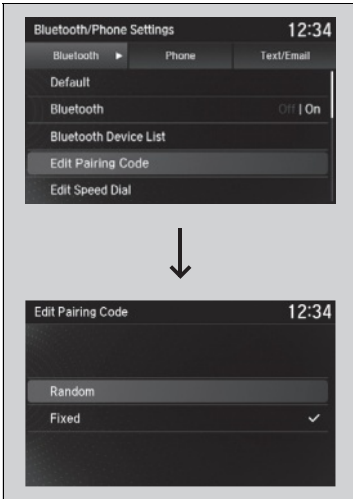 Bluetooth/Phone Settings 12:34
Bluetooth Phone Text/Email
Default
Bluetooth Off | On
Bluetooth Device List
Edit Pairing Code
Edit Speed Dial
Edit Pairing Code 12:34
Random
Fixed